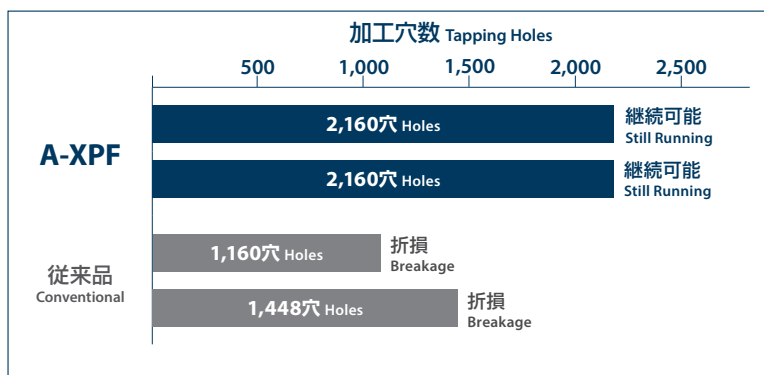 加工穴数 Tapping Holes
500 1,000 1,500 2,000 2,500
2,160穴 Holes
継続可能
Still Running
A-XPF
2,160穴 Holes
継続可能
Still Running
1,160穴 Holes
折損
Breakage
従来品
Conventional
1,448穴 Holes
折損
Breakage